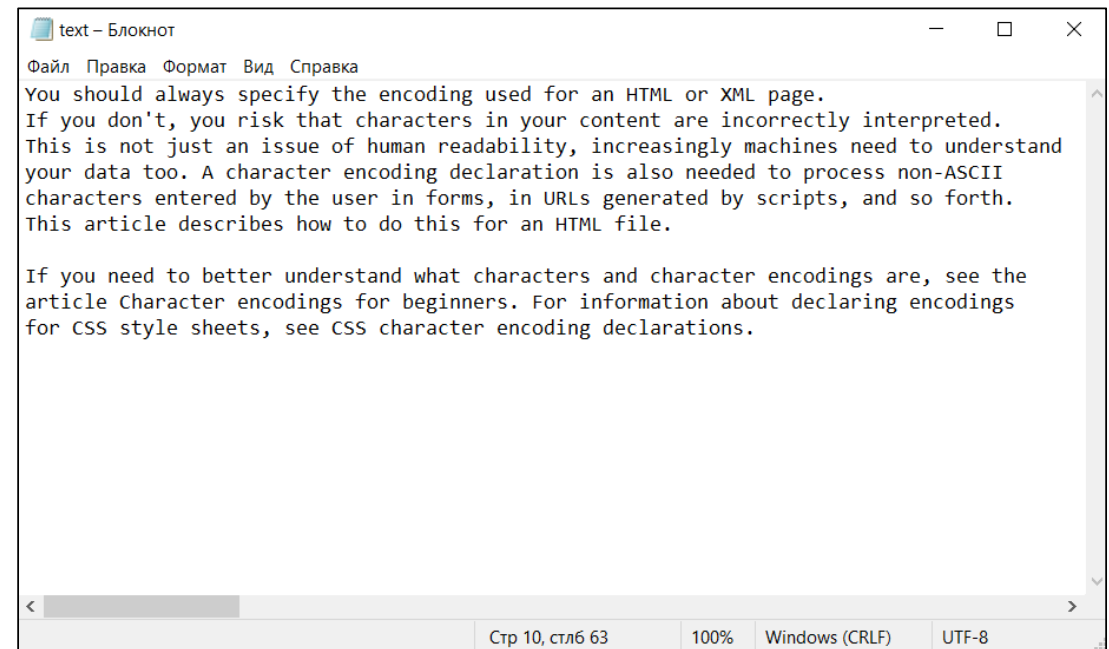 text – Блокнот
Файл Правка Формат Вид Справка
You should always specify the encoding used for an HTML or XML page.
If you don't, you risk that characters in your content are incorrectly interpreted.
This is not just an issue of human readability, increasingly machines need to understand
your data too. A character encoding declaration is also needed to process non-ASCII
characters entered by the user in forms, in URLs generated by scripts, and so forth.
This article describes how to do this for an HTML file.

If you need to better understand what characters and character encodings are, see the
article Character encodings for beginners. For information about declaring encodings
for CSS style sheets, see CSS character encoding declarations.
Стр 10, стлб 63 100% Windows (CRLF) UTF-8